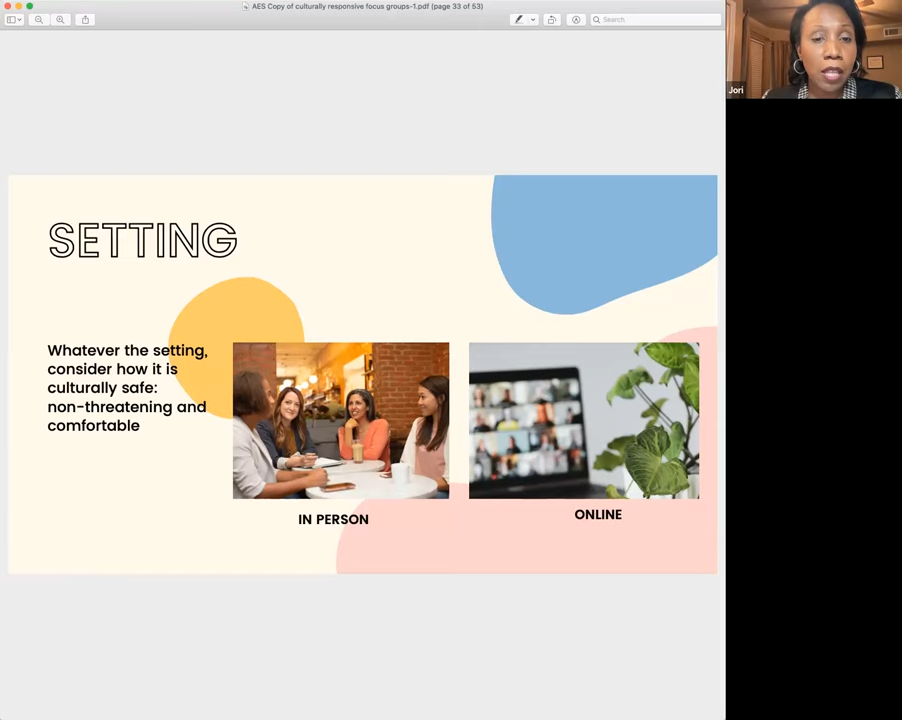 AES Copy of culturally responsive focus groups-1.pdf (page 33 of 53)
Search
Jori
SETTING
Whatever the setting,
consider how it is
culturally safe:
non-threatening and
comfortable
IN PERSON
ONLINE